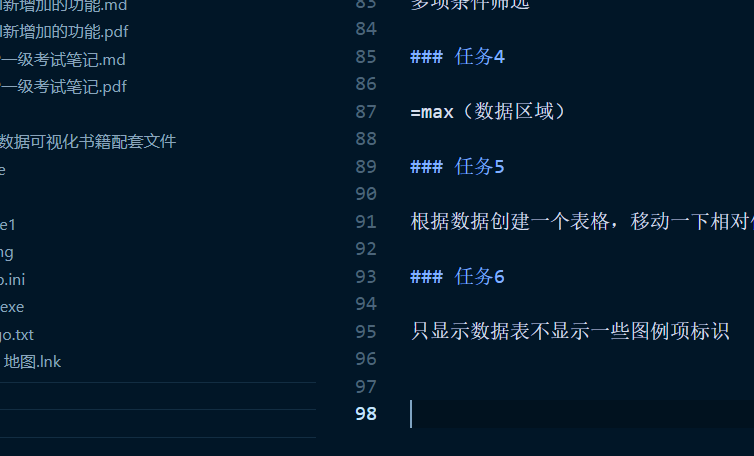 新增加的功能.md
新增加的功能.pdf
一级考试笔记.md
一级考试笔记.pdf
数据可视化书籍配套文件
e
e1
ng
o.ini
exe
go.txt
地图.lnk
83 多项条件筛选
84
85 ### 任务4
86
87 =max（数据区域）
88
89 ### 任务5
90
91 根据数据创建一个表格，移动一下相对
92
93 ### 任务6
94
95 只显示数据表不显示一些图例项标识
96
97
98